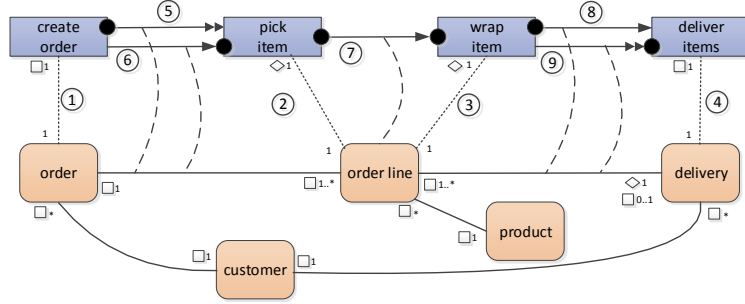 5
8
create
order
pick
item
wrap
item
deliver
items
6
7
9
1
1
1
1
1
2
3
4
1
1
1
1
order
order line
delivery
1
1..*
1..*
1
0..1
*
*
product
*
1
1
customer
1